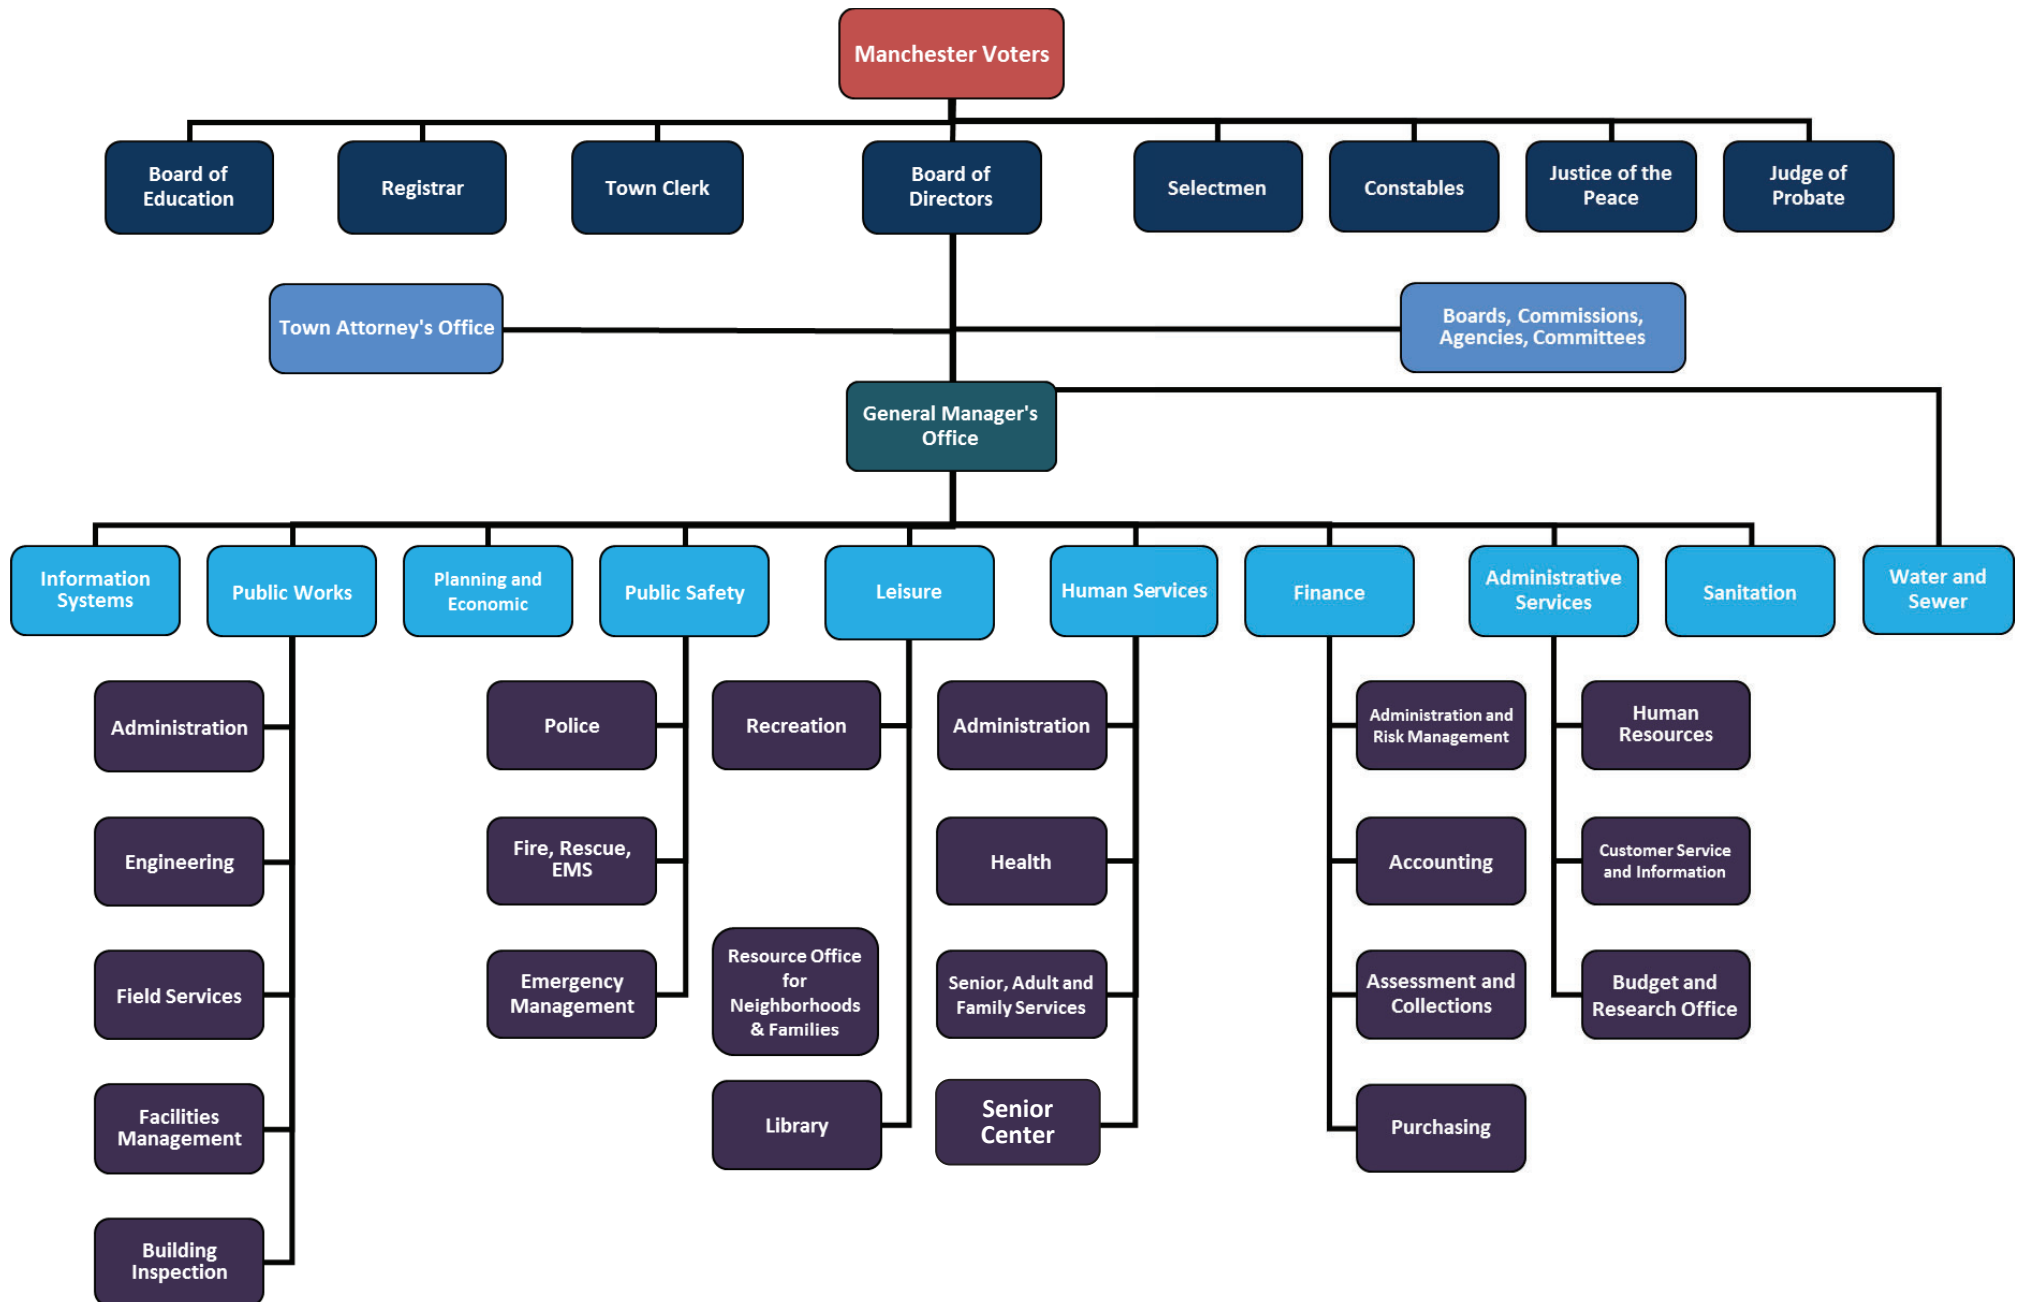 Manchester Voters
Board of
Education
Registrar
Town Clerk
Board of
Directors
Selectmen
Constables
Justice of the
Peace
Judge of
Probate
Town Attorney's Office
Boards, Commissions,
Agencies, Committees
General Manager's
Office
Information
Systems
Public Works
Planning and
Economic
Public Safety
Leisure
Human Services
Finance
Administrative
Services
Sanitation
Water and
Sewer
Administration
Engineering
Field Services
Facilities
Management
Building
Inspection
Police
Fire, Rescue,
EMS
Emergency
Management
Recreation
Resource Office
for
Neighborhoods
& Families
Library
Administration
Health
Senior, Adult and
Family Services
Senior
Center
Administration and
Risk Management
Accounting
Assessment and
Collections
Purchasing
Human
Resources
Customer Service
and Information
Budget and
Research Office